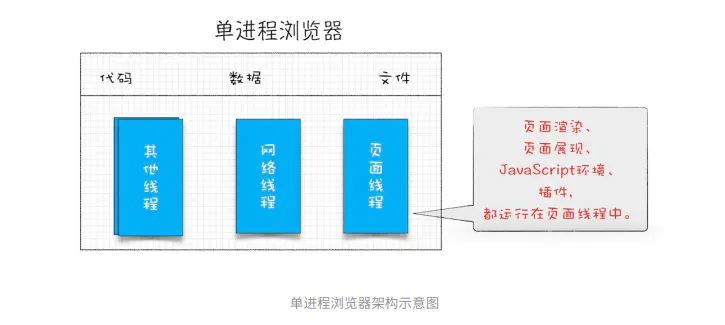 单进程浏览器
代码 数据 文件
其他线程
网络线程
页面线程
页面渲染、
页面展现、
JavaScript环境、
插件,
都运行在页面线程中。
单进程浏览器架构示意图